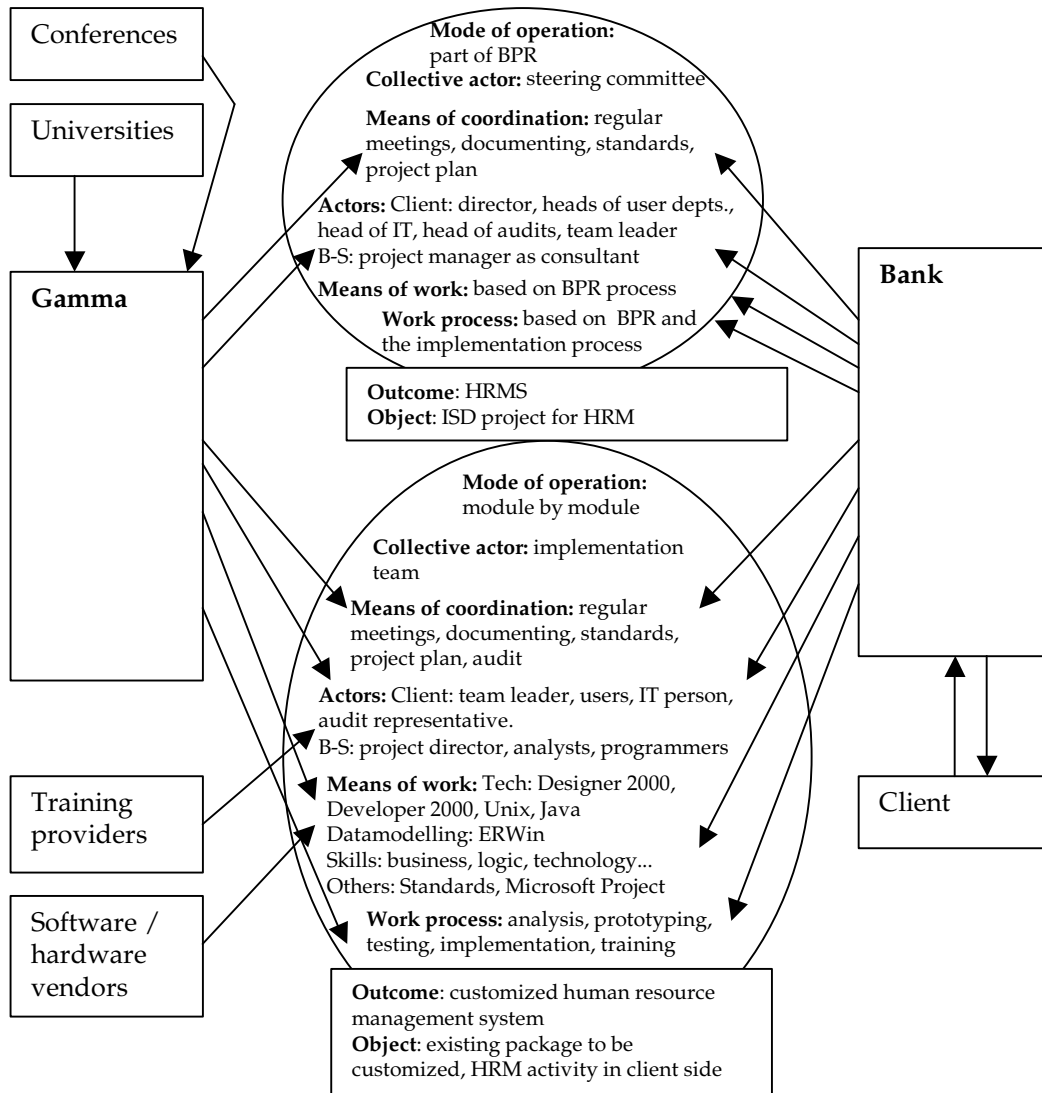 Conferences
Universities
Gamma
Training
providers
Software /
hardware
vendors
Mode of operation:
part of BPR
Collective actor: steering committee
Means of coordination: regular
meetings, documenting, standards,
project plan
Actors: Client: director, heads of user depts.,
head of IT, head of audits, team leader
B-S: project manager as consultant
Means of work: based on BPR process
Work process: based on BPR and
the implementation process
Outcome: HRMS
Object: ISD project for HRM
Mode of operation:
module by module
Collective actor: implementation
team
Means of coordination: regular
meetings, documenting, standards,
project plan, audit
Actors: Client: team leader, users, IT person,
audit representative.
B-S: project director, analysts, programmers
Means of work: Tech: Designer 2000,
Developer 2000, Unix, Java
Datamodelling: ERWin
Skills: business, logic, technology...
Others: Standards, Microsoft Project
Work process: analysis, prototyping,
testing, implementation, training
Outcome: customized human resource
management system
Object: existing package to be
customized, HRM activity in client side
Bank
Client